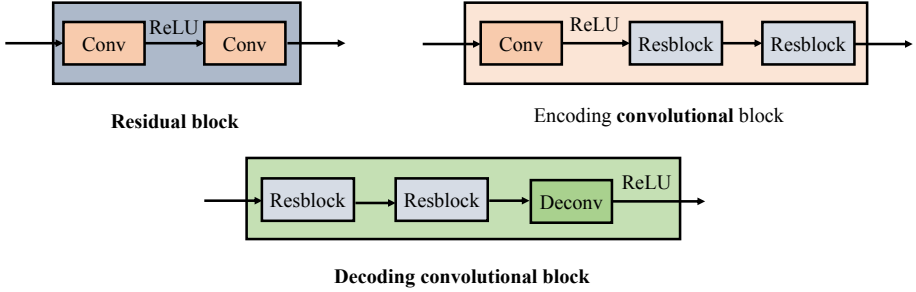 Conv ReLU Conv
Residual block
Conv ReLU Resblock Resblock
Encoding convolutional block
Resblock Resblock Deconv ReLU
Decoding convolutional block